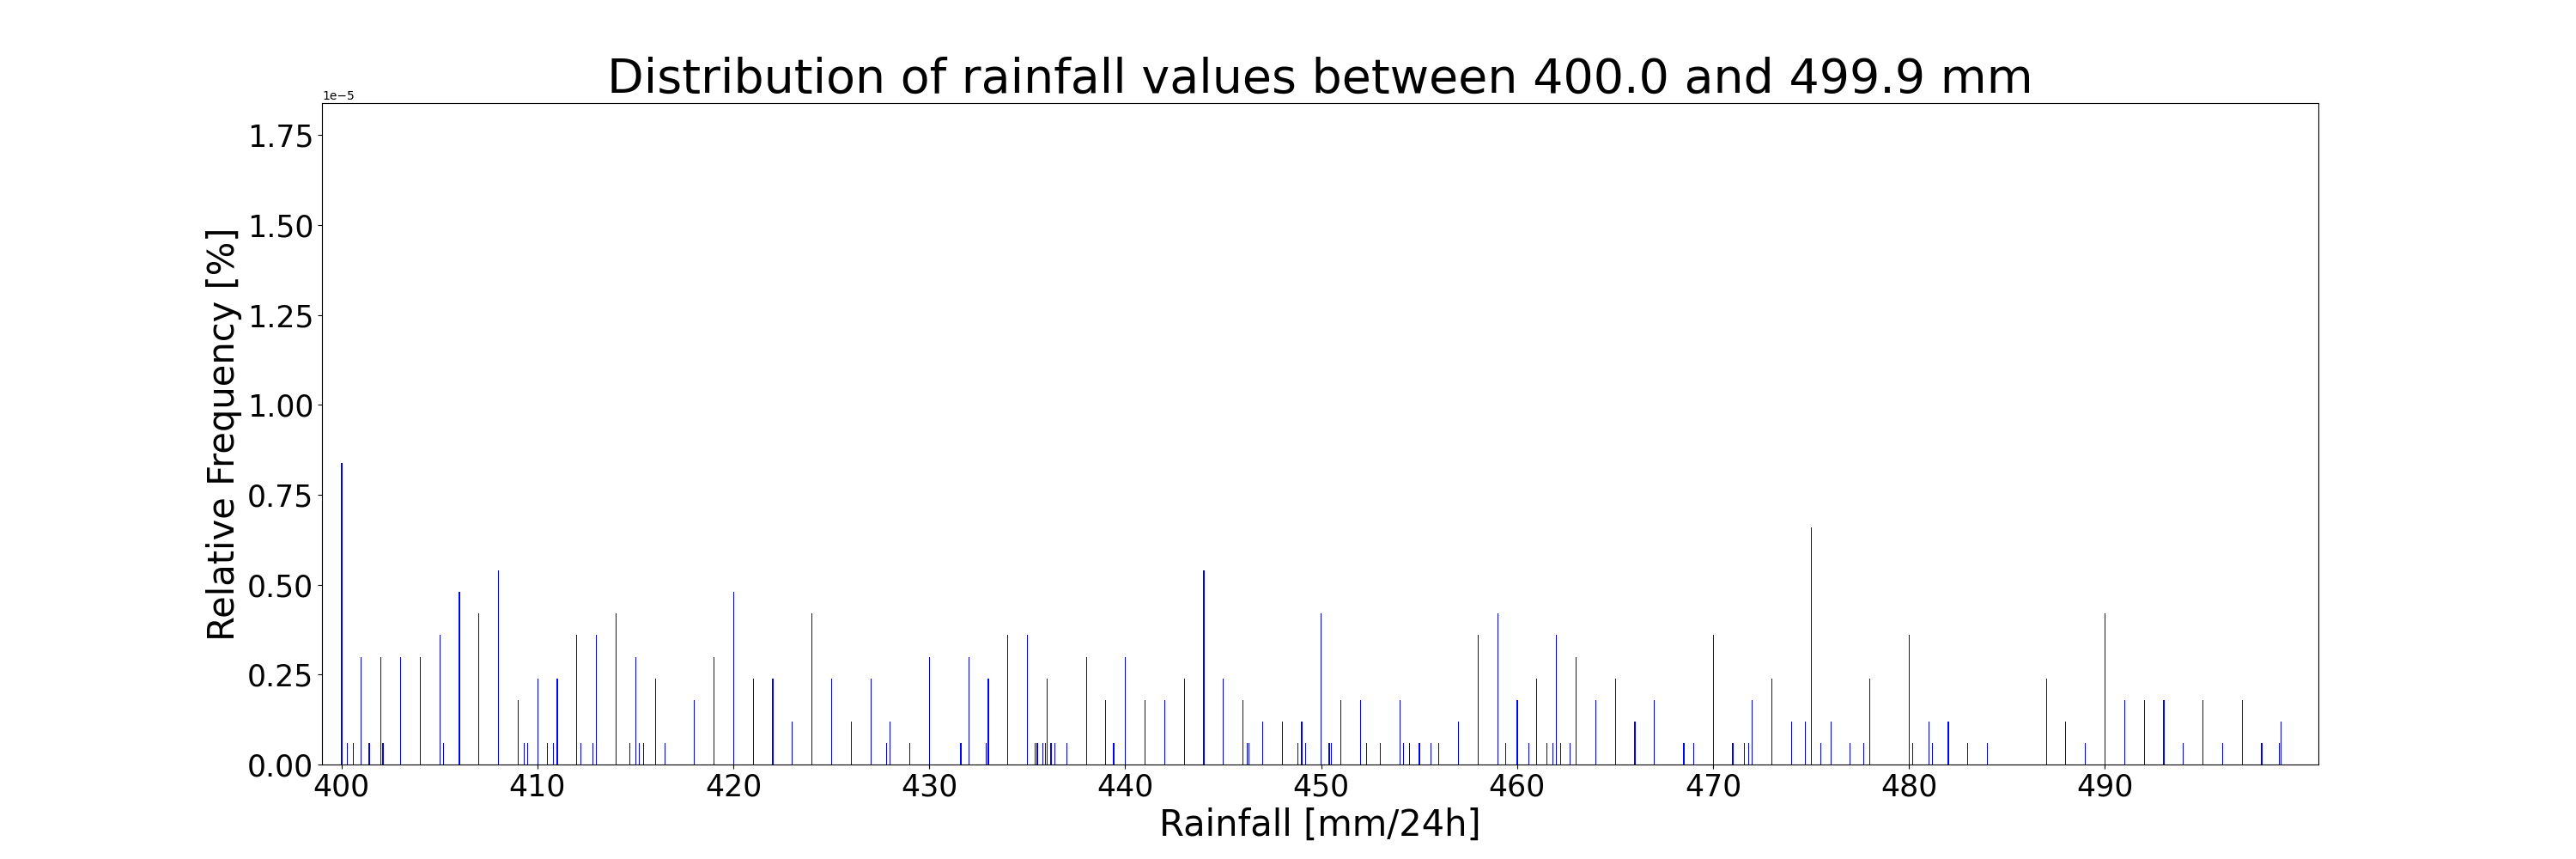 Distribution of rainfall values between 400.0 and 499.9 mm
1e−5
1.75
1.50
1.25
1.00
0.75
0.50
0.25
0.00
Relative Frequency [%]
400 410 420 430 440 450 460 470 480 490
Rainfall [mm/24h]